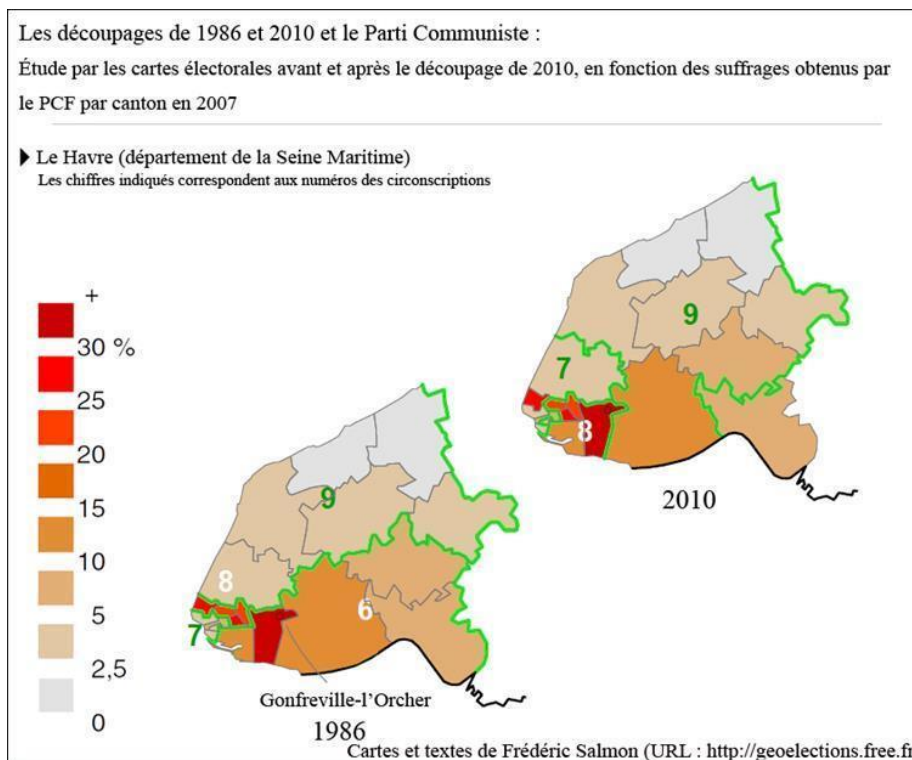 Les découpages de 1986 et 2010 et le Parti Communiste :
Étude par les cartes électorales avant et après le découpage de 2010, en fonction des suffrages obtenus par
le PCF par canton en 2007
Le Havre (département de la Seine Maritime)
Les chiffres indiqués correspondent aux numéros des circonscriptions
+
30 %
25
20
15
10
5
2,5
0
9
7
8
2010
9
8
6
7
Gonfreville-l'Orcher
1986
Cartes et textes de Frédéric Salmon (URL : http://geoelections.free.fr